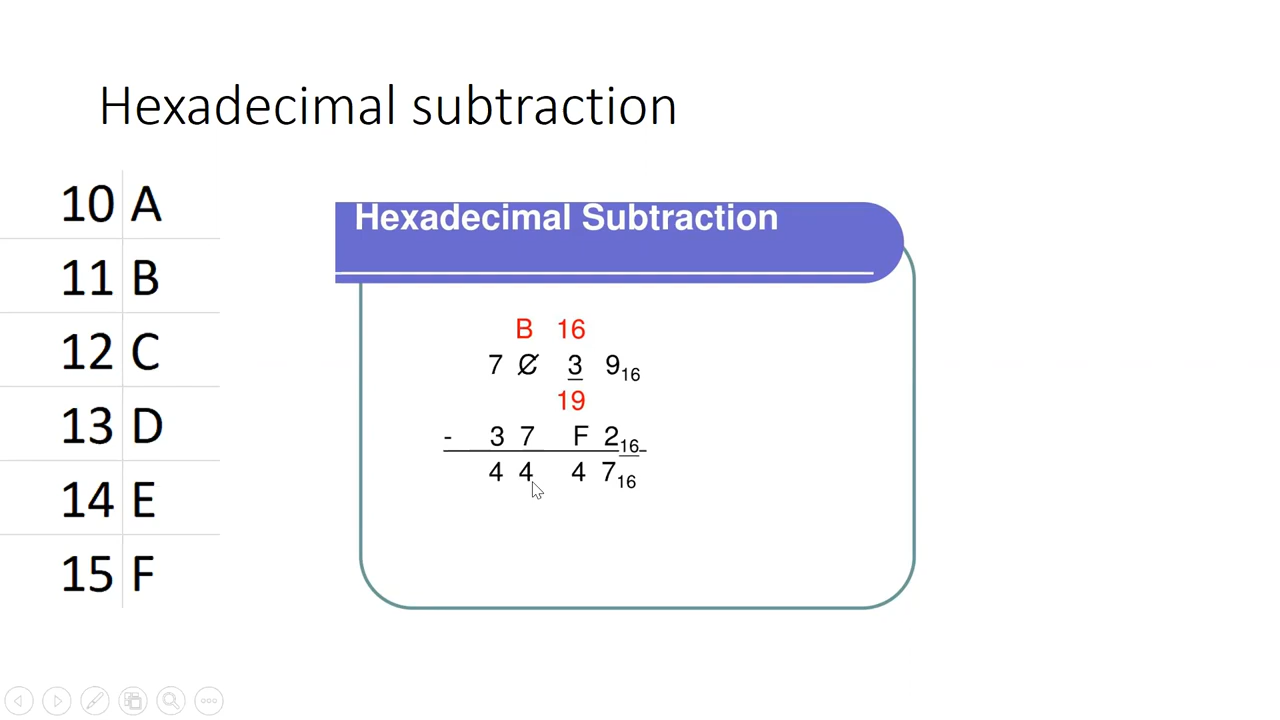 Hexadecimal subtraction
10 A
11 B
12 C
13 D
14 E
15 F
Hexadecimal Subtraction
B 16
7 C 3 9₁₆
19
- 3 7 F 2₁₆
4 4 4 7₁₆